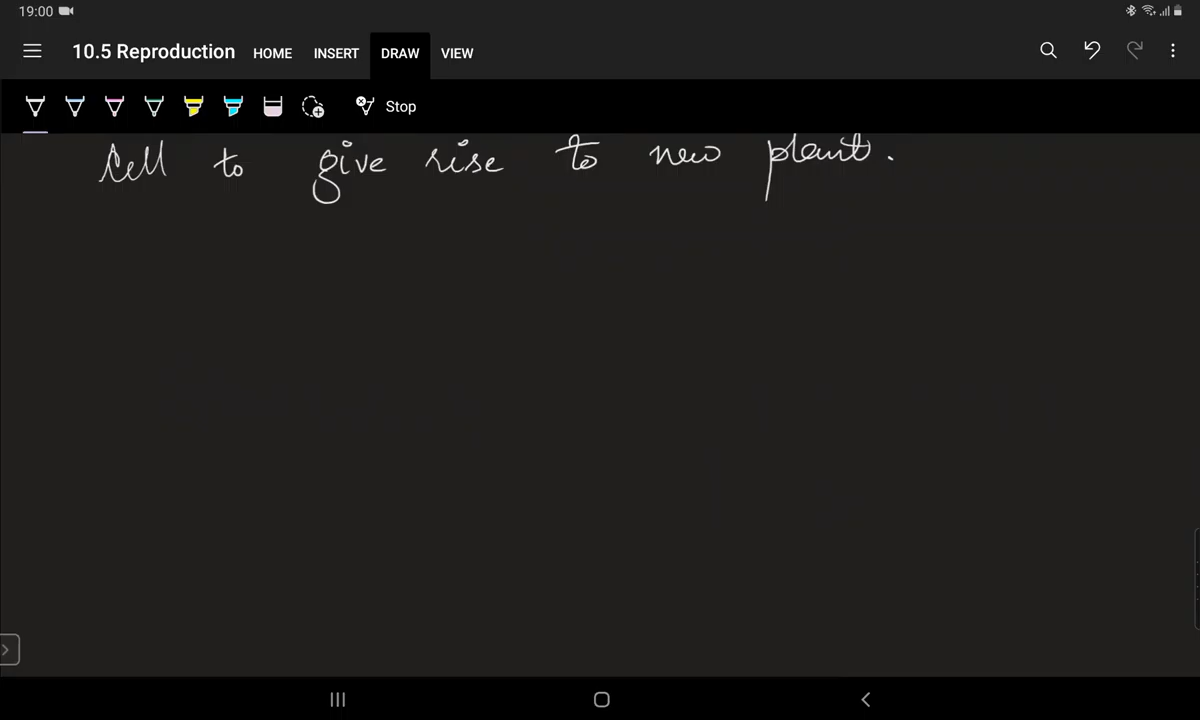 19:00
10.5 Reproduction HOME INSERT DRAW VIEW
Stop
Cell to give rise to new plant.